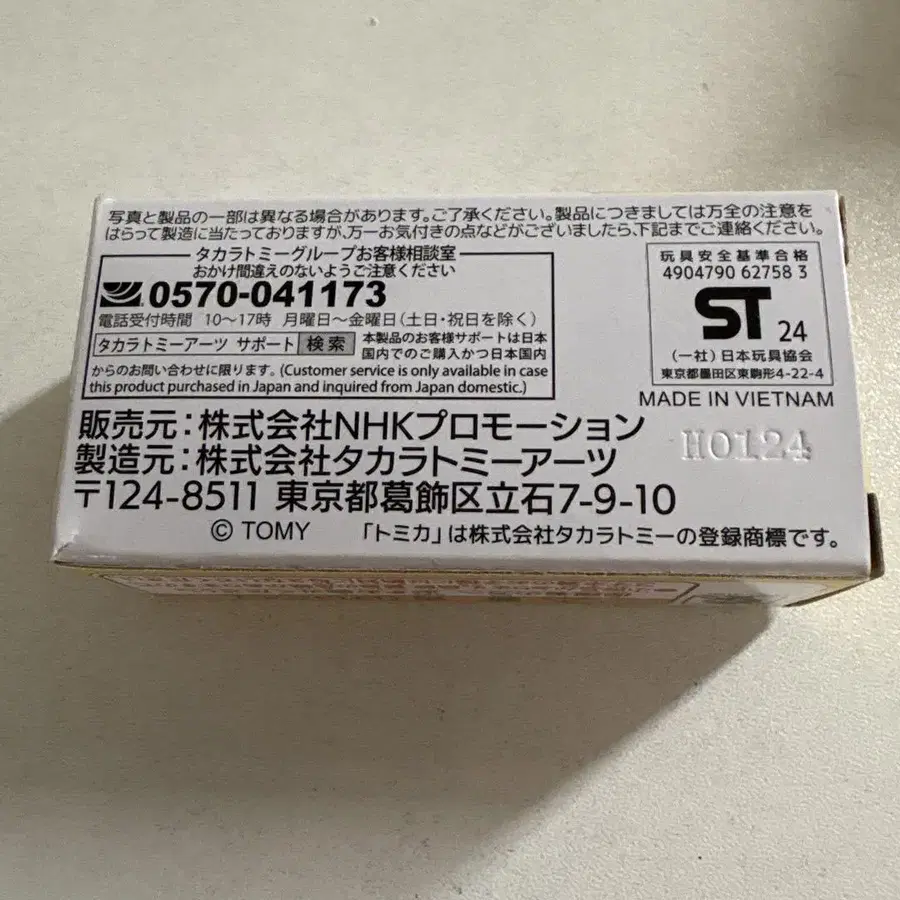 写真と製品の一部は異なる場合があります。ご了承ください。製品につきましては万全の注意を
はらって製造に当たっておりますが、万一お気付きの点などがございましたら、下記までご連絡ください。
タカラトミーグループお客様相談室
おかけ間違えのないようご注意ください
0570-041173
電話受付時間 10〜17時 月曜日〜金曜日(土日・祝日を除く)
タカラトミーアーツ サポート 検索 本製品のお客様サポートは日本
国内でのご購入かつ日本国内
からのお問い合わせに限ります。(Customer service is only available in case
this product purchased in Japan and inquired from Japan domestic.)
玩具安全基準合格
4904790 62758 3
ST 24
(一社)日本玩具協会
東京都墨田区東駒形4-22-4
MADE IN VIETNAM
H0124
販売元:株式会社NHKプロモーション
製造元:株式会社タカラトミーアーツ
〒124-8511 東京都葛飾区立石7-9-10
© TOMY 「トミカ」は株式会社タカラトミーの登録商標です。